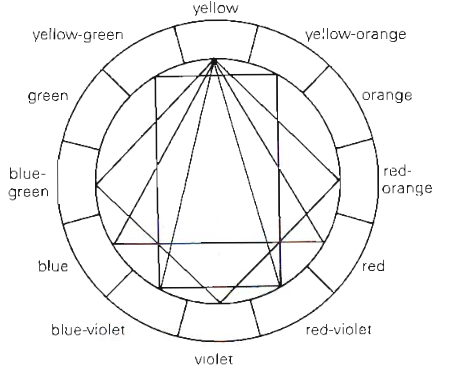 yellow
yellow-green
yellow-orange
green
orange
blue-
green
red-
orange
blue
red
blue-violet
red-violet
violet